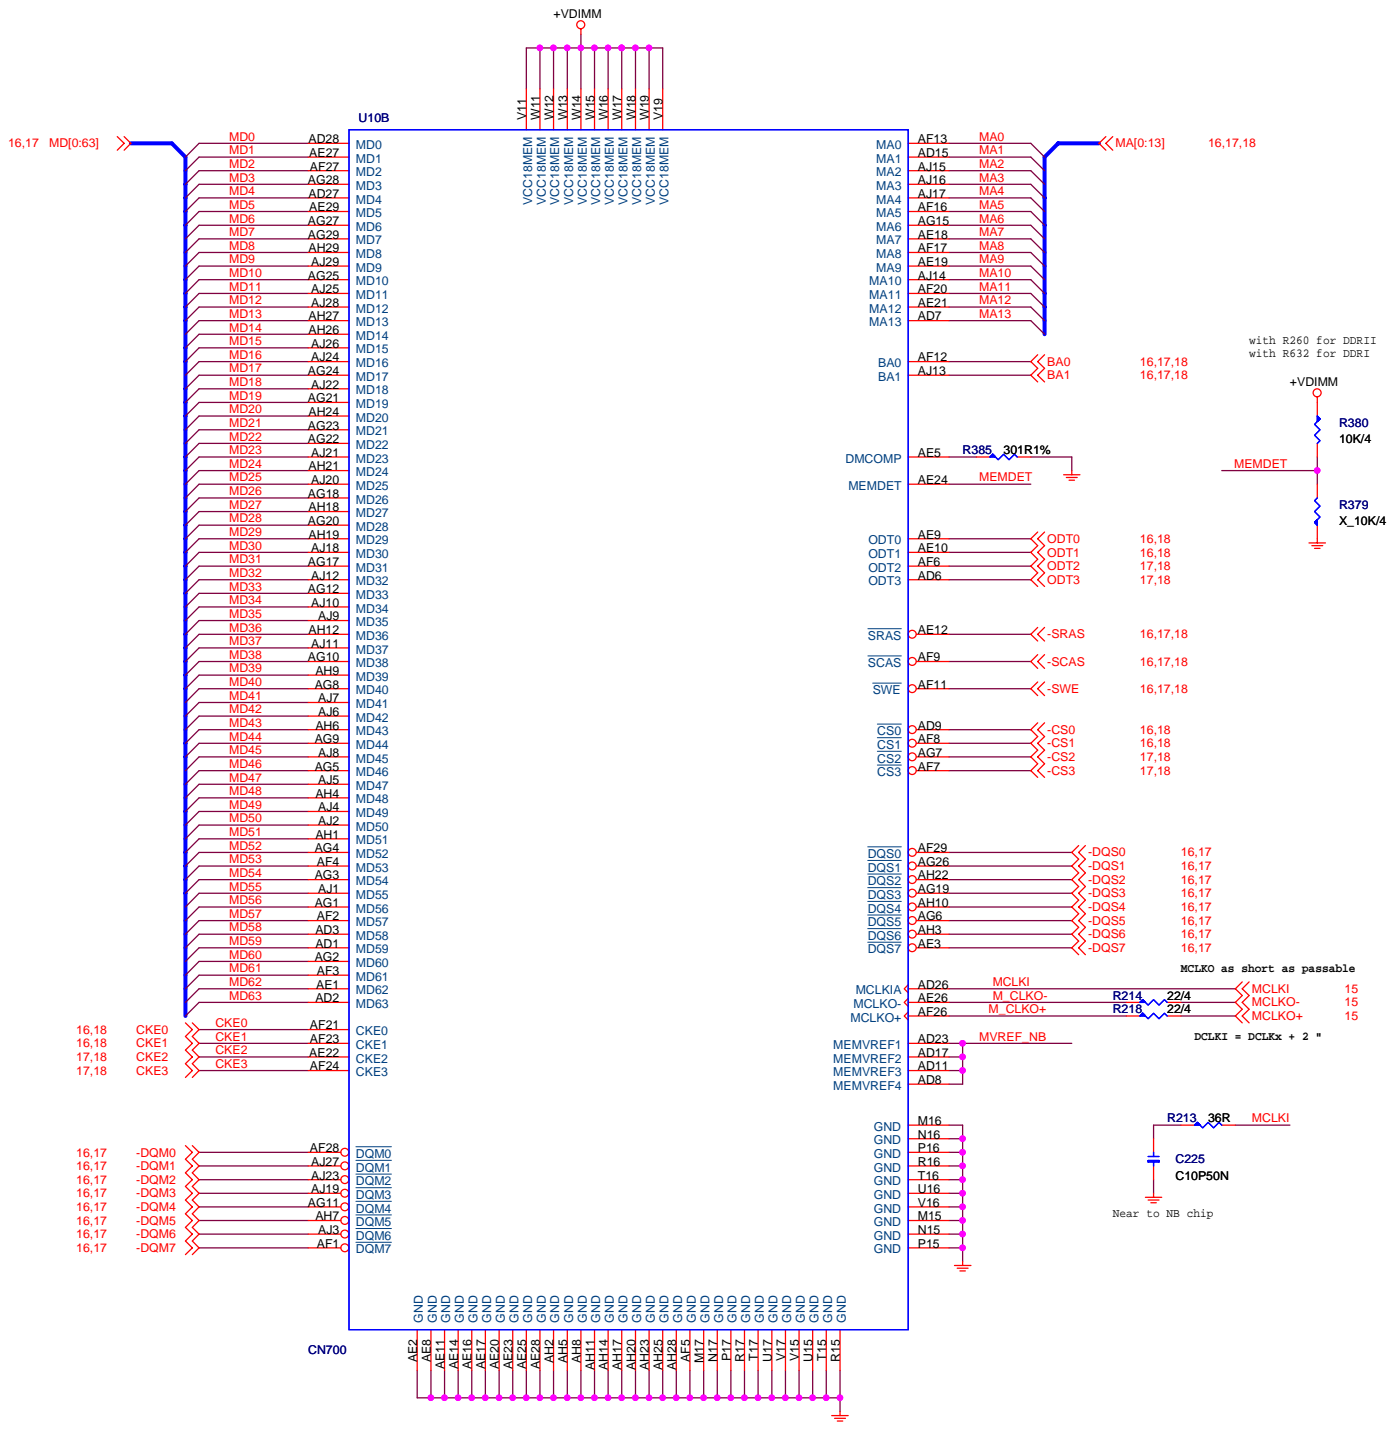 +VDIMM
V11 W11 W12 W13 W14 W15 W16 W17 W18 W19 V19
VCC18MEM VCC18MEM VCC18MEM VCC18MEM VCC18MEM VCC18MEM VCC18MEM VCC18MEM VCC18MEM VCC18MEM VCC18MEM
U10B
16,17 MD[0:63]
MD0 AD28 MD0
MD1 AE27 MD1
MD2 AF27 MD2
MD3 AG28 MD3
MD4 AD27 MD4
MD5 AE29 MD5
MD6 AG27 MD6
MD7 AG29 MD7
MD8 AH29 MD8
MD9 AJ29 MD9
MD10 AG25 MD10
MD11 AJ25 MD11
MD12 AJ28 MD12
MD13 AH27 MD13
MD14 AH26 MD14
MD15 AJ26 MD15
MD16 AJ24 MD16
MD17 AG24 MD17
MD18 AJ22 MD18
MD19 AG21 MD19
MD20 AH24 MD20
MD21 AG23 MD21
MD22 AG22 MD22
MD23 AJ21 MD23
MD24 AH21 MD24
MD25 AJ20 MD25
MD26 AG18 MD26
MD27 AH18 MD27
MD28 AG20 MD28
MD29 AH19 MD29
MD30 AJ18 MD30
MD31 AG17 MD31
MD32 AJ12 MD32
MD33 AG12 MD33
MD34 AJ10 MD34
MD35 AJ9 MD35
MD36 AH12 MD36
MD37 AJ11 MD37
MD38 AG10 MD38
MD39 AH9 MD39
MD40 AG8 MD40
MD41 AJ7 MD41
MD42 AJ6 MD42
MD43 AH6 MD43
MD44 AG9 MD44
MD45 AJ8 MD45
MD46 AG5 MD46
MD47 AJ5 MD47
MD48 AH4 MD48
MD49 AJ4 MD49
MD50 AJ2 MD50
MD51 AH1 MD51
MD52 AG4 MD52
MD53 AF4 MD53
MD54 AG3 MD54
MD55 AJ1 MD55
MD56 AG1 MD56
MD57 AF2 MD57
MD58 AD3 MD58
MD59 AD1 MD59
MD60 AG2 MD60
MD61 AF3 MD61
MD62 AE1 MD62
MD63 AD2 MD63
16,18 CKE0 CKE0 AF21 CKE0
16,18 CKE1 CKE1 AF23 CKE1
17,18 CKE2 CKE2 AE22 CKE2
17,18 CKE3 CKE3 AF24 CKE3
16,17 -DQM0 AF28 DQM0
16,17 -DQM1 AJ27 DQM1
16,17 -DQM2 AJ23 DQM2
16,17 -DQM3 AJ19 DQM3
16,17 -DQM4 AG11 DQM4
16,17 -DQM5 AH7 DQM5
16,17 -DQM6 AJ3 DQM6
16,17 -DQM7 AF1 DQM7
MA0 AF13 MA0
MA1 AD15 MA1
MA2 AJ15 MA2
MA3 AJ16 MA3
MA4 AJ17 MA4
MA5 AF16 MA5
MA6 AG15 MA6
MA7 AE18 MA7
MA8 AF17 MA8
MA9 AE19 MA9
MA10 AJ14 MA10
MA11 AF20 MA11
MA12 AE21 MA12
MA13 AD7 MA13
MA[0:13] 16,17,18
BA0 AF12 BA0 16,17,18
BA1 AJ13 BA1 16,17,18
DMCOMP AE5 R385 301R1%
MEMDET AE24 MEMDET
ODT0 AE9 ODT0 16,18
ODT1 AE10 ODT1 16,18
ODT2 AF6 ODT2 17,18
ODT3 AD6 ODT3 17,18
SRAS AE12 -SRAS 16,17,18
SCAS AF9 -SCAS 16,17,18
SWE AF11 -SWE 16,17,18
CS0 AD9 -CS0 16,18
CS1 AF8 -CS1 16,18
CS2 AG7 -CS2 17,18
CS3 AF7 -CS3 17,18
DQS0 AF29 -DQS0 16,17
DQS1 AG26 -DQS1 16,17
DQS2 AH22 -DQS2 16,17
DQS3 AG19 -DQS3 16,17
DQS4 AH10 -DQS4 16,17
DQS5 AG6 -DQS5 16,17
DQS6 AH3 -DQS6 16,17
DQS7 AE3 -DQS7 16,17
MCLKO as short as passable
MCLKIA AD26 MCLKI MCLKI 15
MCLKO- AE26 M_CLKO- R214 22/4 MCLKO- 15
MCLKO+ AF26 M_CLKO+ R218 22/4 MCLKO+ 15
DCLKI = DCLKx + 2 "
MEMVREF1 AD23 MVREF_NB
MEMVREF2 AD17
MEMVREF3 AD11
MEMVREF4 AD8
GND M16
GND N16
GND P16
GND R16
GND T16
GND U16
GND V16
GND M15
GND N15
GND P15
with R260 for DDRII
with R632 for DDRI
+VDIMM
R380
10K/4
MEMDET
R379
X_10K/4
R213 36R MCLKI
C225
C10P50N
Near to NB chip
GND GND GND GND GND GND GND GND GND GND GND GND GND GND GND GND GND GND GND GND GND GND GND GND GND GND GND GND GND GND GND GND
CN700
AE2 AE8 AE11 AE14 AE16 AE17 AE20 AE23 AE25 AE28 AH2 AH5 AH8 AH11 AH14 AH17 AH20 AH23 AH25 AH28 AF5 M17 N17 P17 R17 T17 U17 V17 V15 U15 T15 R15